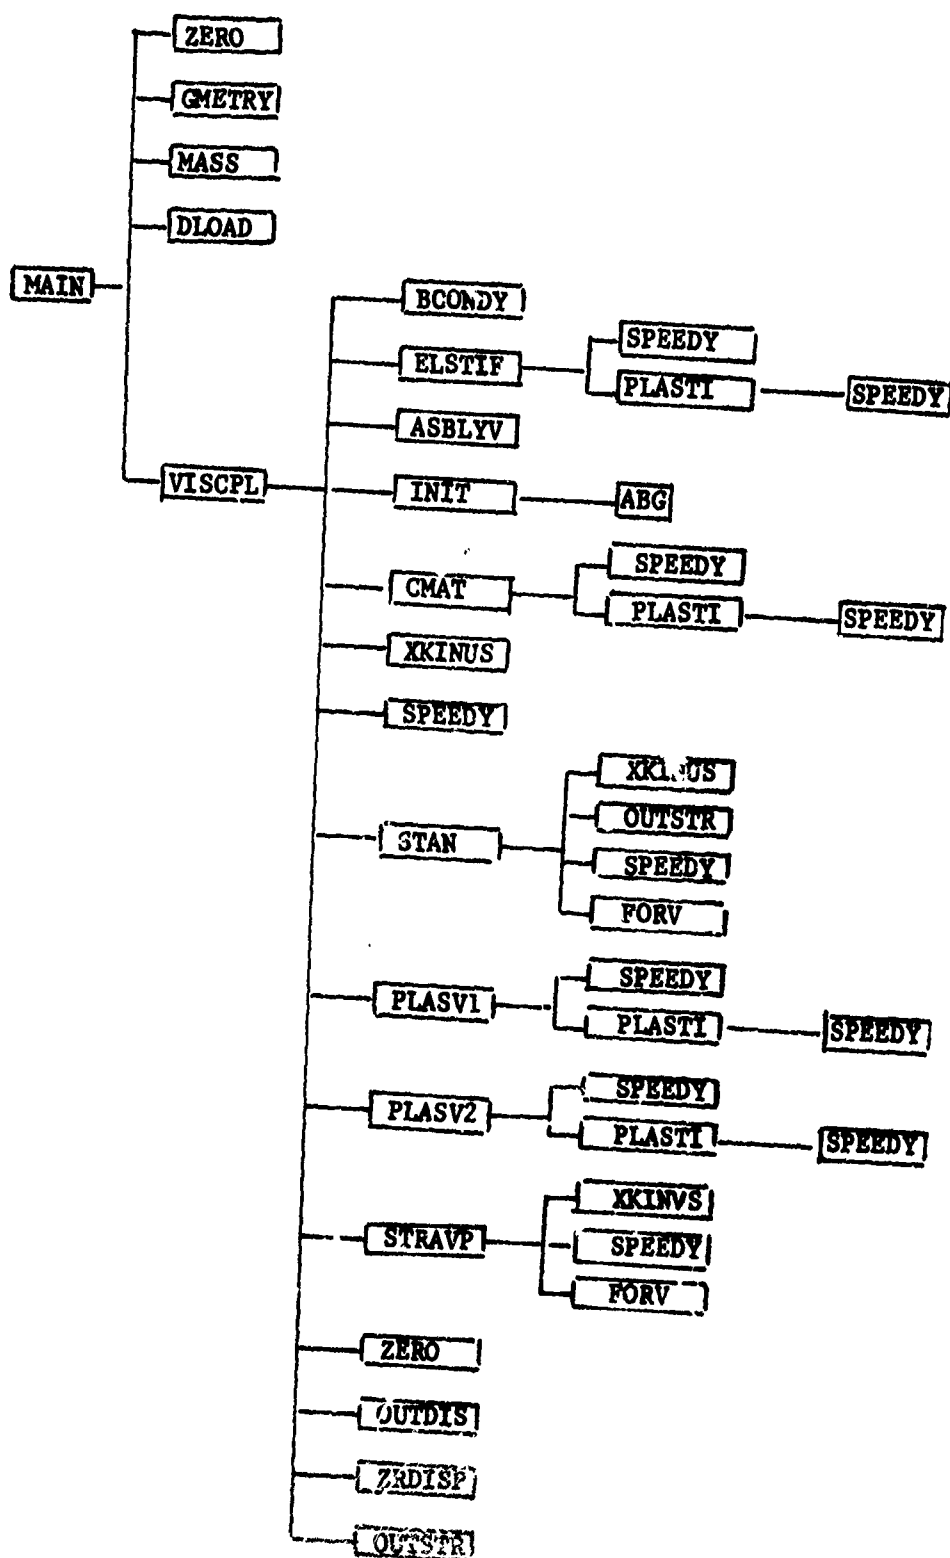 ZERO
GMETRY
MASS
DLOAD
MAIN
BCONDY
ELSTIF
SPEEDY
PLASTI
SPEEDY
ASBLYV
VISCPL
INIT
ABG
CMAT
SPEEDY
PLASTI
SPEEDY
XKINUS
SPEEDY
STAN
OUTSTR
SPEEDY
FORV
PLASV1
SPEEDY
PLASTI
SPEEDY
PLASV2
SPEEDY
PLASTI
SPEEDY
STRAVP
XKINVS
SPEEDY
FORV
ZERO
OUTDIS
ZRDISP
OUTSTR